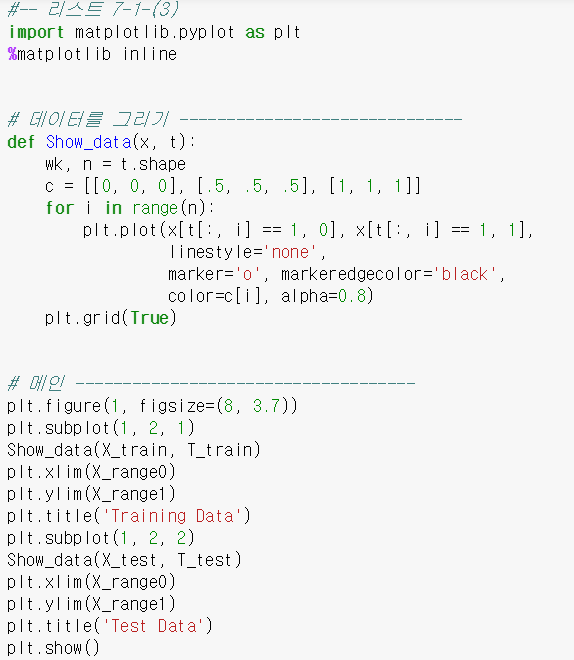 #-- 리스트 7-1-(3)
import matplotlib.pyplot as plt
%matplotlib inline
# 데이터를 그리기 ------------------------------
def Show_data(x, t):
    wk, n = t.shape
    c = [[0, 0, 0], [.5, .5, .5], [1, 1, 1]]
    for i in range(n):
        plt.plot(x[t[:, i] == 1, 0], x[t[:, i] == 1, 1],
                 linestyle='none',
                 marker='o', markeredgecolor='black',
                 color=c[i], alpha=0.8)
    plt.grid(True)
# 메인 ------------------------------------
plt.figure(1, figsize=(8, 3.7))
plt.subplot(1, 2, 1)
Show_data(X_train, T_train)
plt.xlim(X_range0)
plt.ylim(X_range1)
plt.title('Training Data')
plt.subplot(1, 2, 2)
Show_data(X_test, T_test)
plt.xlim(X_range0)
plt.ylim(X_range1)
plt.title('Test Data')
plt.show()